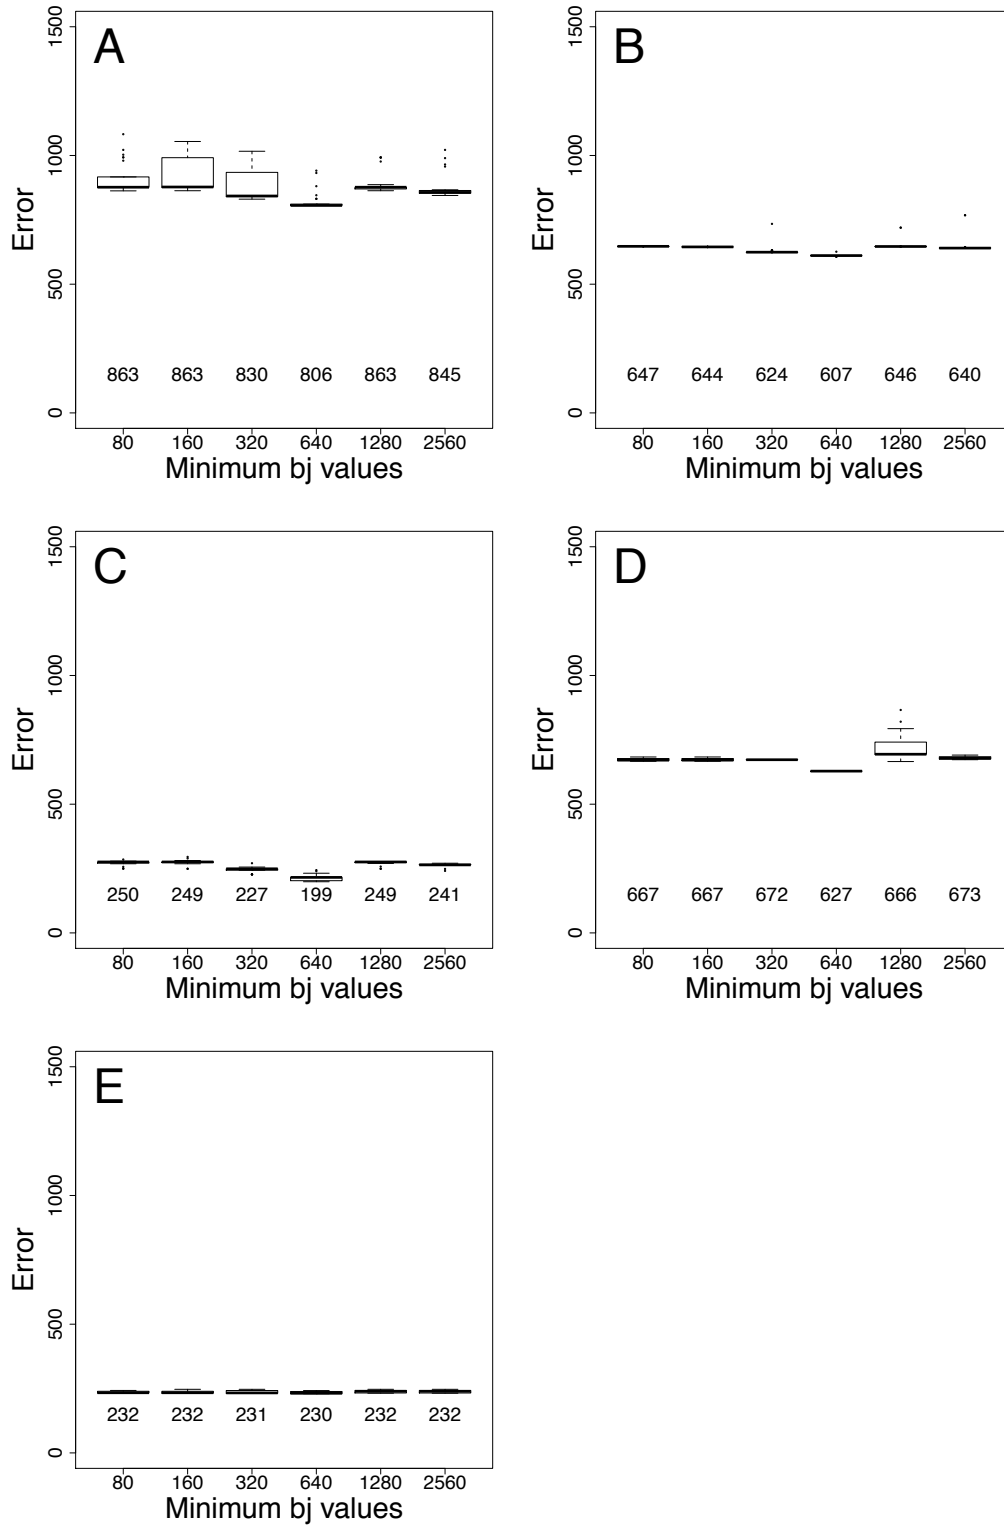 A
Error
1500
1000
500
0
863 863 830 806 863 845
80 160 320 640 1280 2560
Minimum bj values
B
Error
1500
1000
500
0
647 644 624 607 646 640
80 160 320 640 1280 2560
Minimum bj values
C
Error
1500
1000
500
0
250 249 227 199 249 241
80 160 320 640 1280 2560
Minimum bj values
D
Error
1500
1000
500
0
667 667 672 627 666 673
80 160 320 640 1280 2560
Minimum bj values
E
Error
1500
1000
500
0
232 232 231 230 232 232
80 160 320 640 1280 2560
Minimum bj values